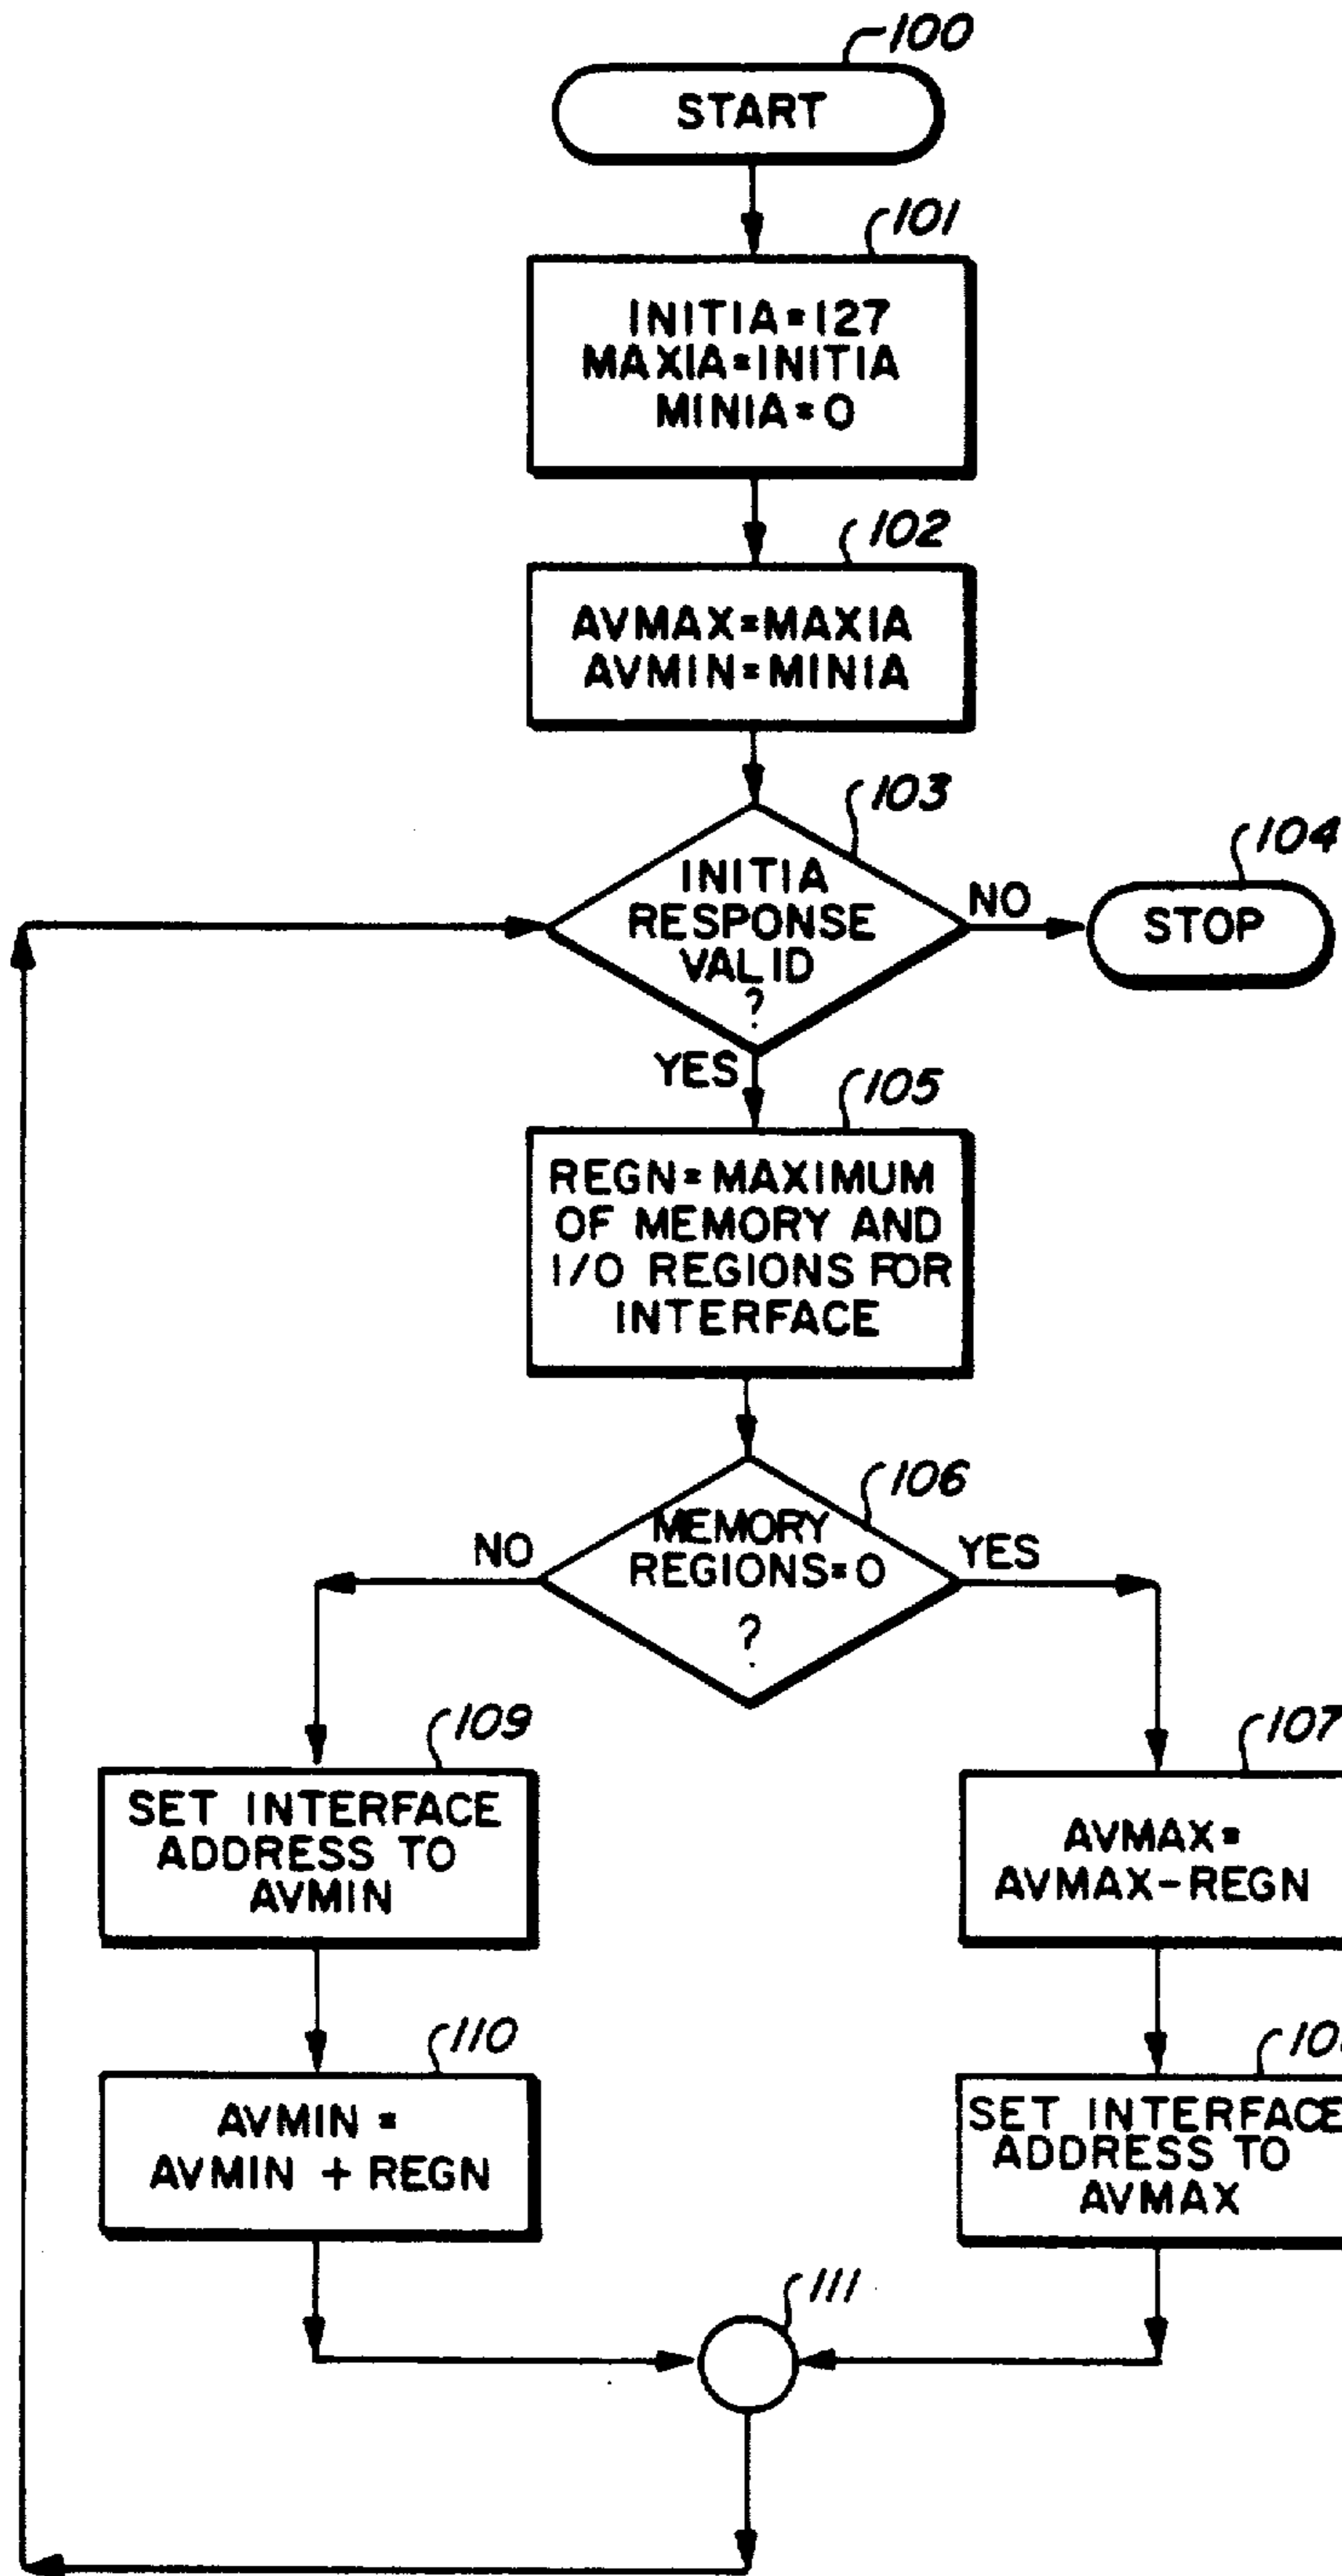 100
START
101
INITIA=127
MAXIA=INITIA
MINIA=0
102
AVMAX=MAXIA
AVMIN=MINIA
103
INITIA
RESPONSE
VALID
?
NO
104
STOP
YES
105
REGN=MAXIMUM
OF MEMORY AND
I/O REGIONS FOR
INTERFACE
106
MEMORY
REGIONS=0
?
NO
YES
109
SET INTERFACE
ADDRESS TO
AVMIN
107
AVMAX=
AVMAX-REGN
110
AVMIN =
AVMIN + REGN
SET INTERFACE
ADDRESS TO
AVMAX
111